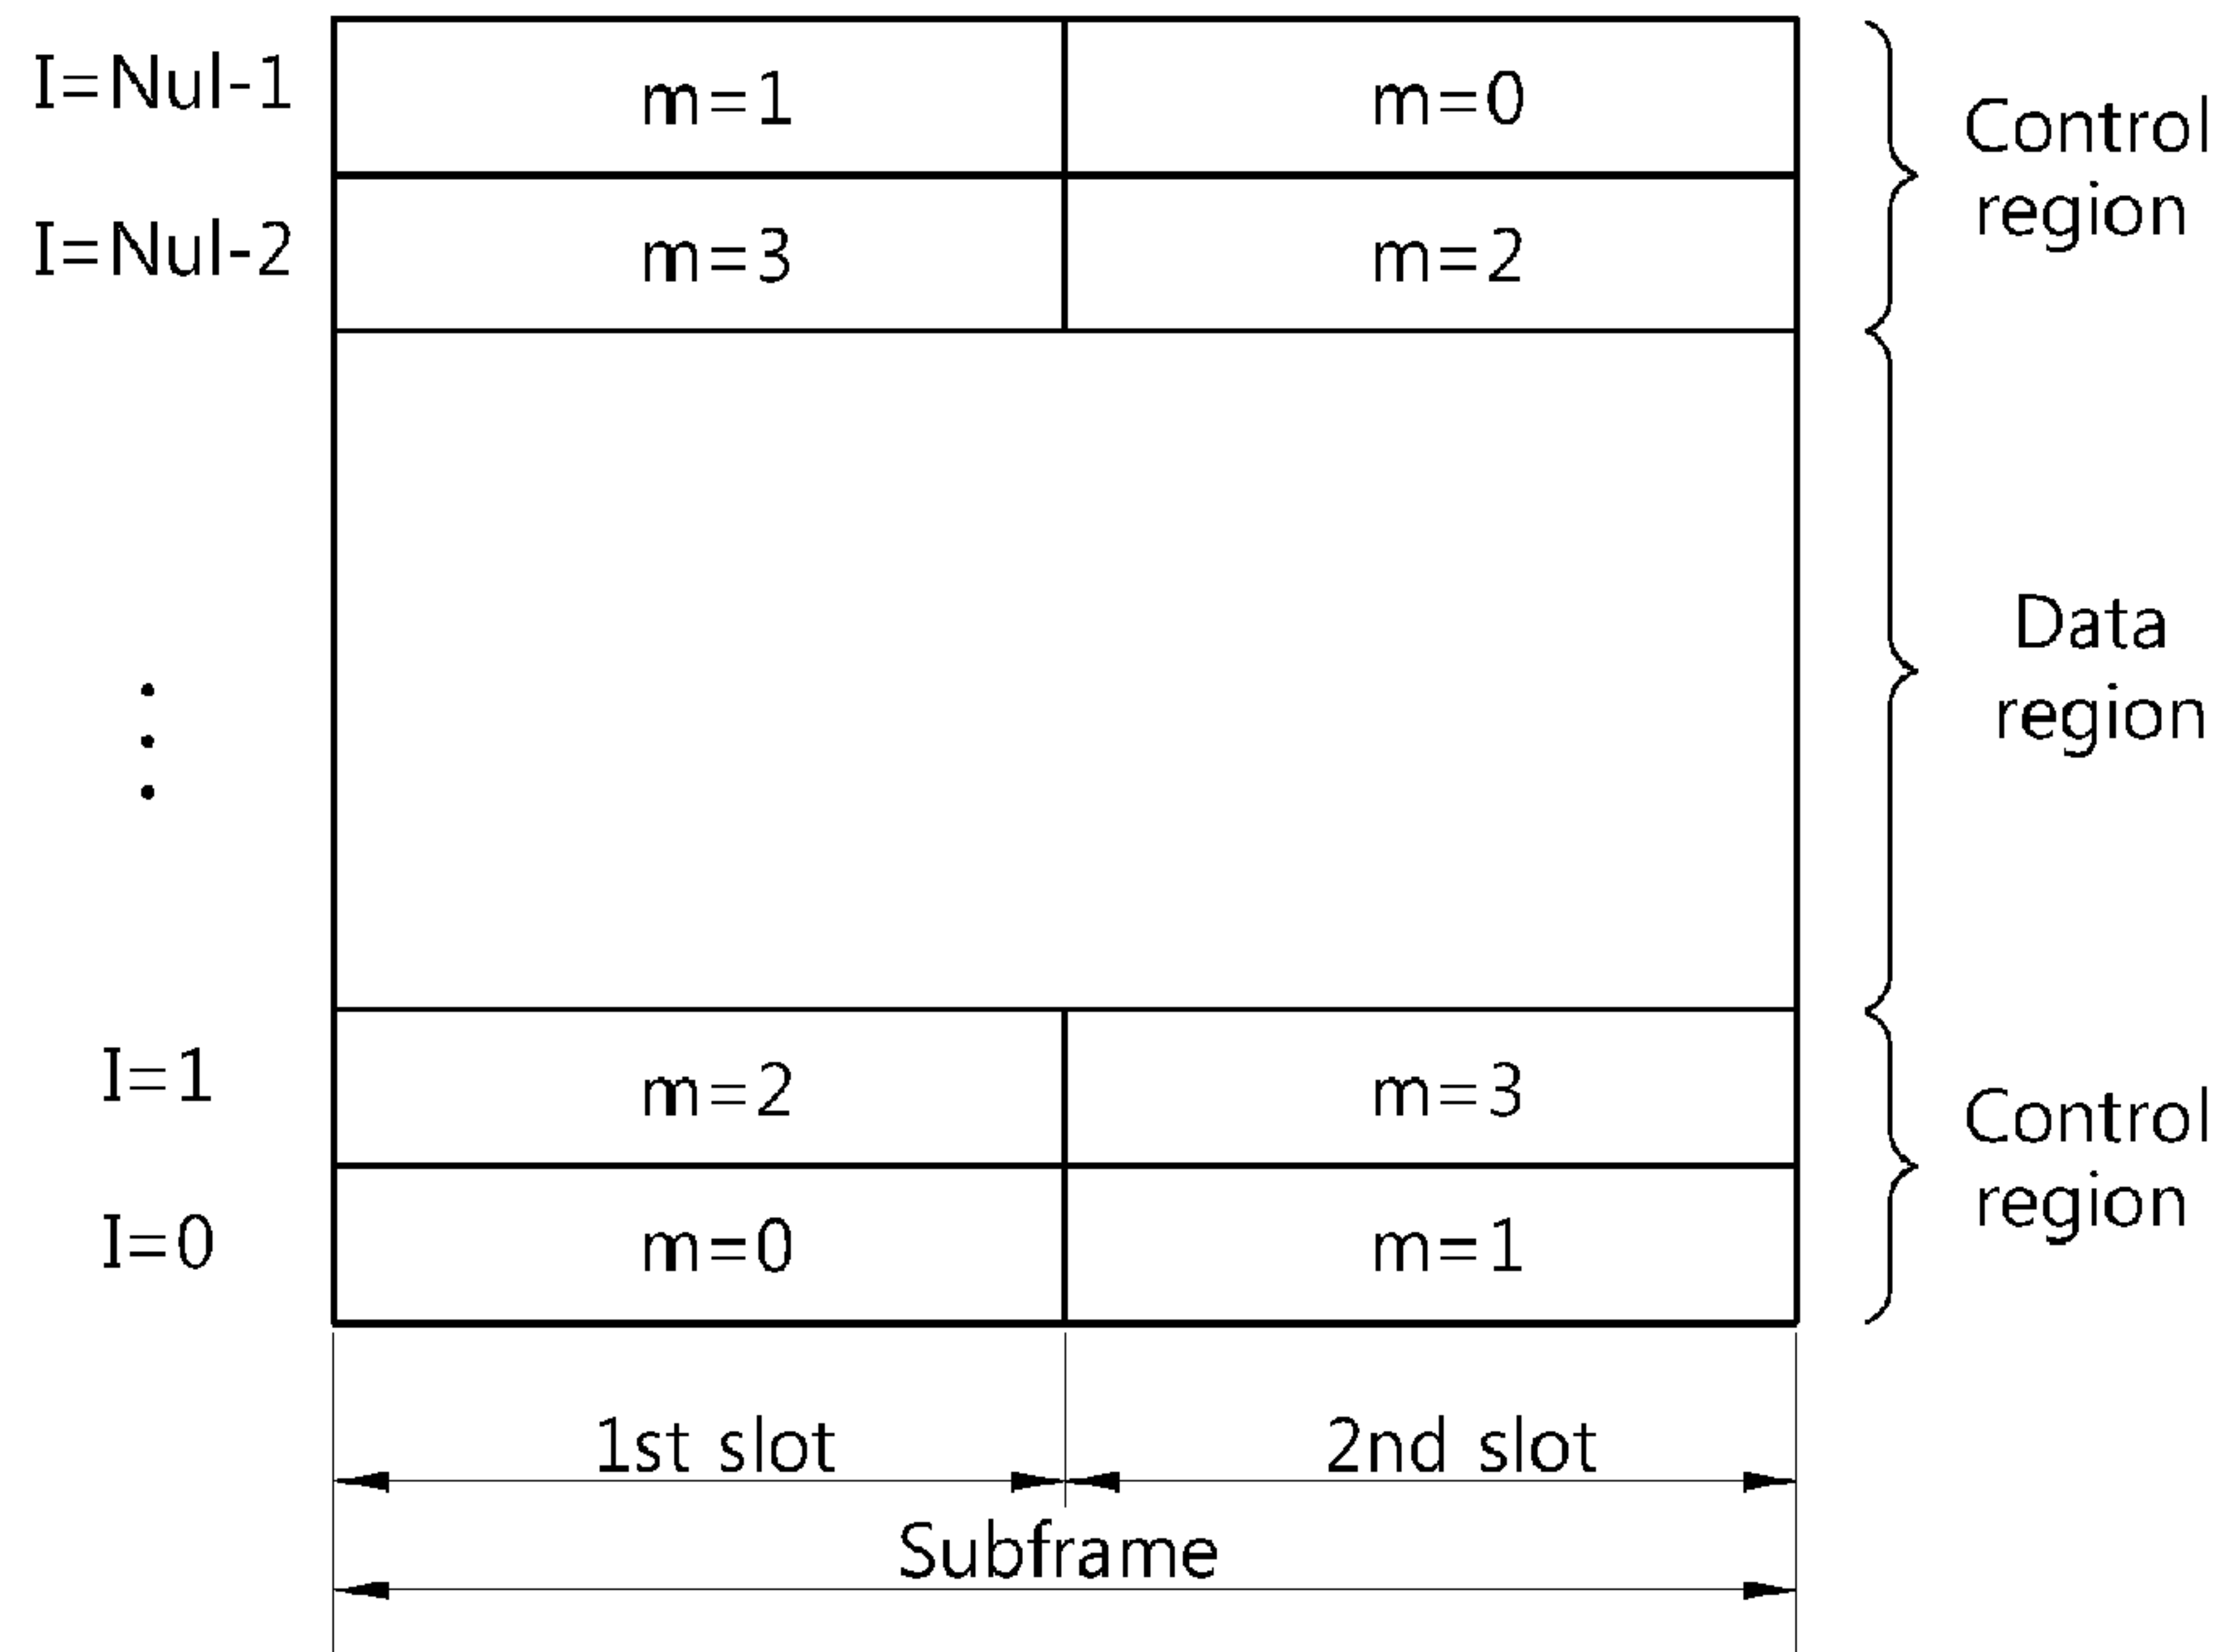 I=Nul-1
m=1
m=0
Control
region
I=Nul-2
m=3
m=2
Data
region
I=1
m=2
m=3
Control
region
I=0
m=0
m=1
1st slot
2nd slot
Subframe